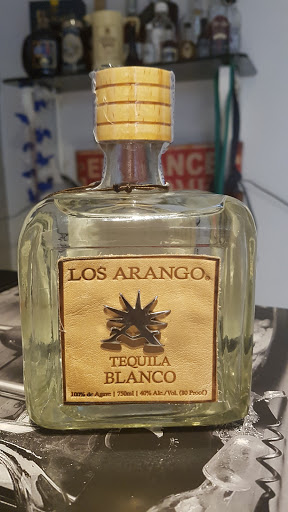 LOS ARANGO®
TEQUILA
BLANCO
100% de Agave | 750ml | 40% Alc./Vol. (80 Proof)